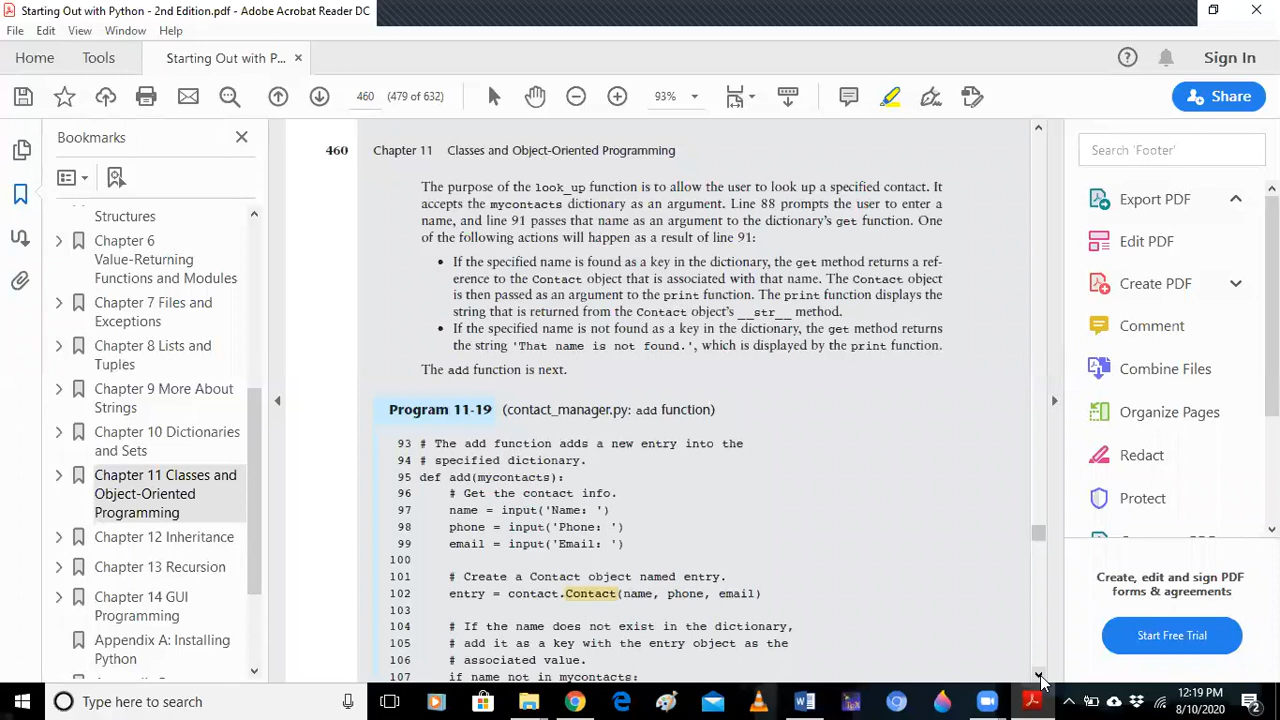 Starting Out with Python - 2nd Edition.pdf - Adobe Acrobat Reader DC
File Edit View Window Help
Home Tools Starting Out with P... ×
Sign In
460 (479 of 632) 93% Share
Bookmarks
Structures
Chapter 6
Value-Returning
Functions and Modules
Chapter 7 Files and
Exceptions
Chapter 8 Lists and
Tuples
Chapter 9 More About
Strings
Chapter 10 Dictionaries
and Sets
Chapter 11 Classes and
Object-Oriented
Programming
Chapter 12 Inheritance
Chapter 13 Recursion
Chapter 14 GUI
Programming
Appendix A: Installing
Python
460 Chapter 11 Classes and Object-Oriented Programming
The purpose of the look_up function is to allow the user to look up a specified contact. It
accepts the mycontacts dictionary as an argument. Line 88 prompts the user to enter a
name, and line 91 passes that name as an argument to the dictionary's get function. One
of the following actions will happen as a result of line 91:
• If the specified name is found as a key in the dictionary, the get method returns a ref-
erence to the Contact object that is associated with that name. The Contact object
is then passed as an argument to the print function. The print function displays the
string that is returned from the Contact object's __str__ method.
• If the specified name is not found as a key in the dictionary, the get method returns
the string 'That name is not found.', which is displayed by the print function.
The add function is next.
Program 11-19 (contact_manager.py: add function)
93 # The add function adds a new entry into the
94 # specified dictionary.
95 def add(mycontacts):
96 # Get the contact info.
97 name = input('Name: ')
98 phone = input('Phone: ')
99 email = input('Email: ')
100
101 # Create a Contact object named entry.
102 entry = contact.Contact(name, phone, email)
103
104 # If the name does not exist in the dictionary,
105 # add it as a key with the entry object as the
106 # associated value.
107 if name not in mycontacts:
Search 'Footer'
Export PDF
Edit PDF
Create PDF
Comment
Combine Files
Organize Pages
Redact
Protect
Create, edit and sign PDF
forms & agreements
Start Free Trial
Type here to search
12:19 PM
8/10/2020
2